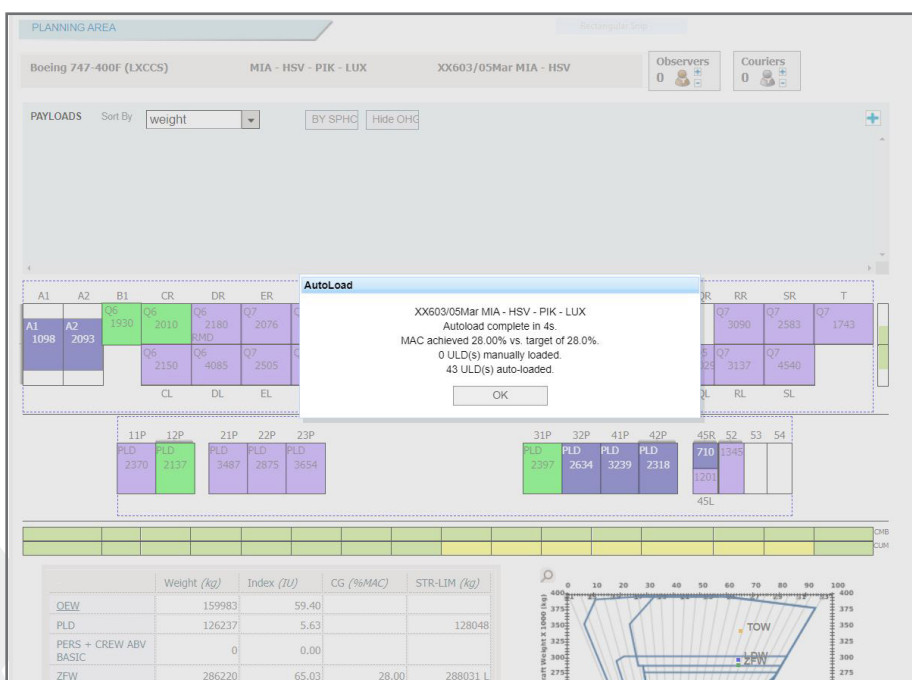 PLANNING AREA
Boeing 747-400F (LXCCS) MIA - HSV - PIK - LUX XX603/05Mar MIA - HSV
Observers 0
Couriers 0
PAYLOADS Sort By weight BY SPHC Hide OHG
A1 A2 B1 CR DR ER QR RR SR T
A1 1098
A2 2093
Q6 1930
Q6 2010
Q6 2180 RMD
Q7 2076
Q7 3090
Q7 2583
Q7 1743
Q6 2150
Q6 4085
Q7 2505
Q7 3137
Q7 4540
CL DL EL QL RL SL
AutoLoad
XX603/05Mar MIA - HSV - PIK - LUX
Autoload complete in 4s.
MAC achieved 28.00% vs. target of 28.0%.
0 ULD(s) manually loaded.
43 ULD(s) auto-loaded.
OK
11P 12P 21P 22P 23P 31P 32P 41P 42P 45R 52 53 54
PLD 2370
PLD 2137
PLD 3487
PLD 2875
PLD 3654
PLD 2397
PLD 2634
PLD 3239
PLD 2318
710
1345
1201
45L
CMB
CUM
Weight (kg) Index (IU) CG (%MAC) STR-LIM (kg)
OEW 159983 59.40
PLD 126237 5.63 128048
PERS + CREW ABV
BASIC 0 0.00
ZFW 286220 65.03 28.00 288031 L
0 10 20 30 40 50 60 70 80 90 100
400 400
375 375
350 350
325 325
300 300
275 275
TOW
ZFW